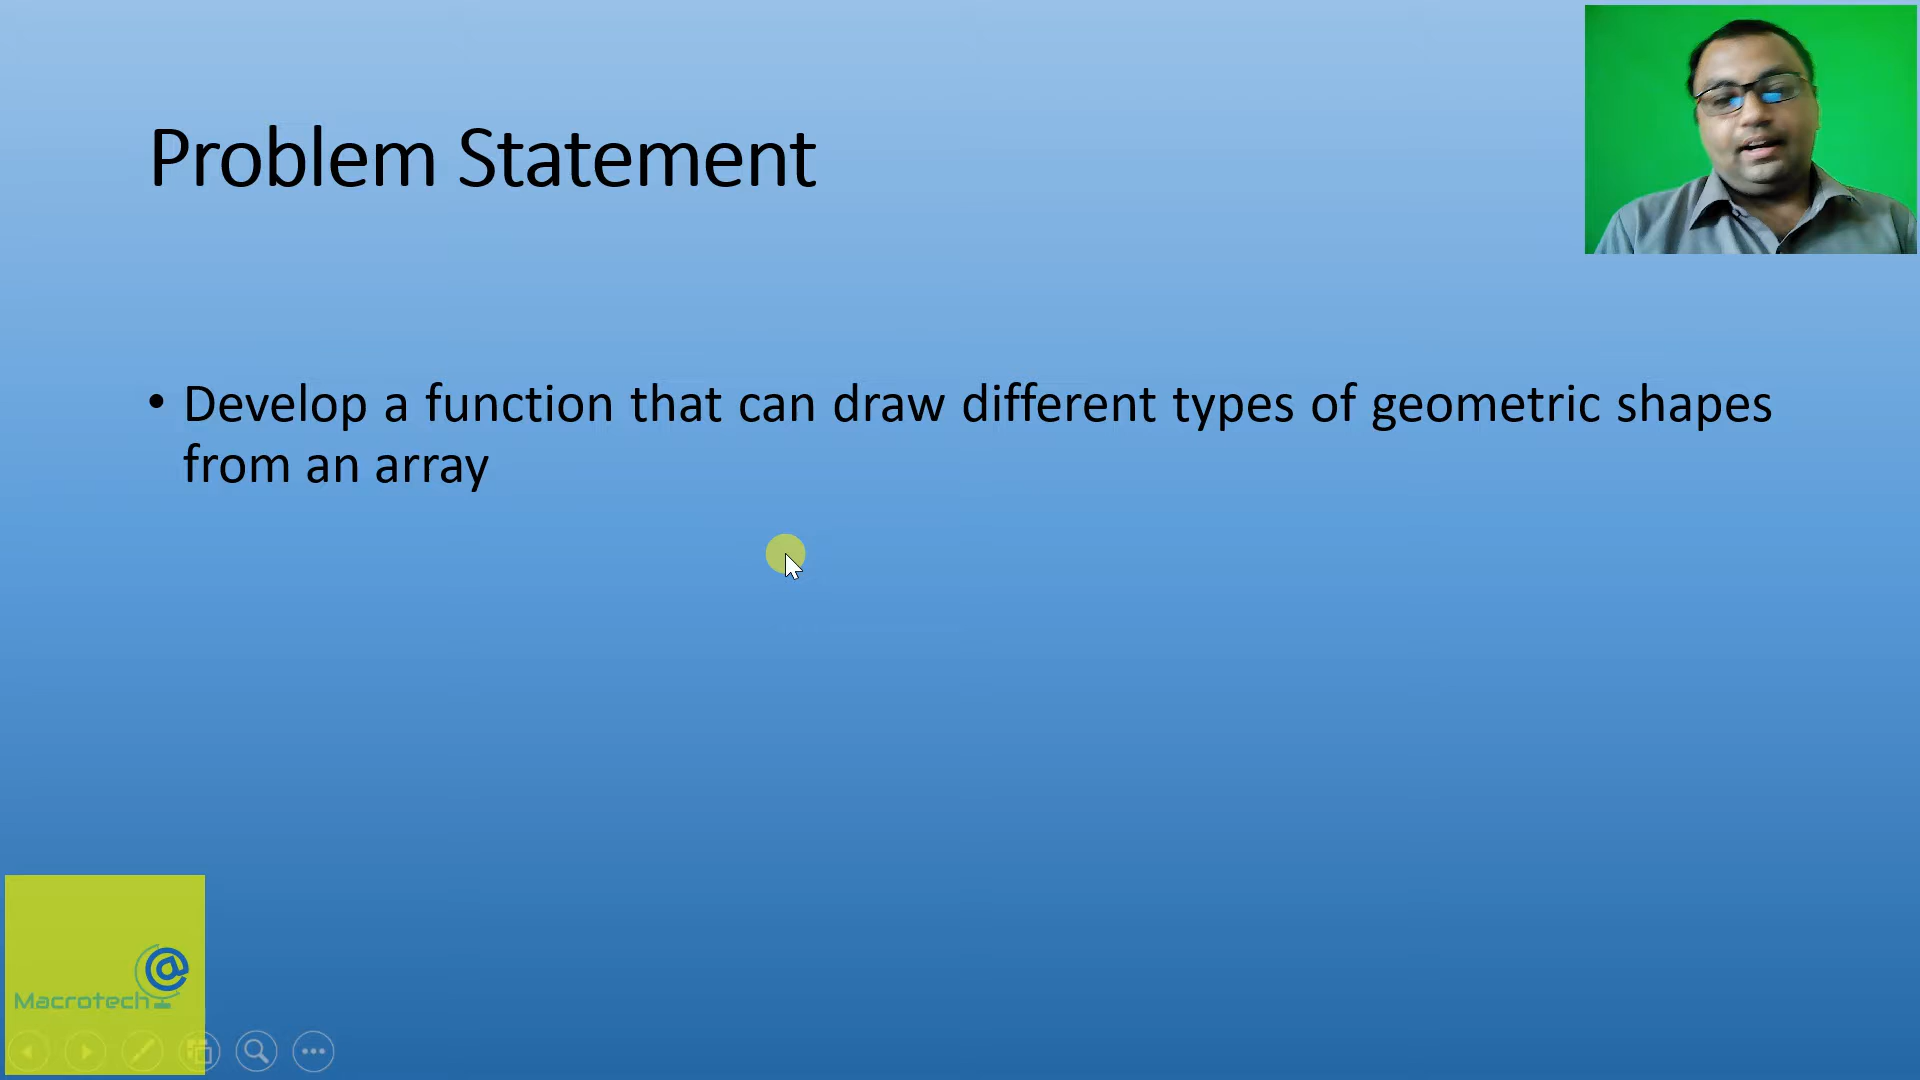 Problem Statement
• Develop a function that can draw different types of geometric shapes
from an array
@
Macrotech